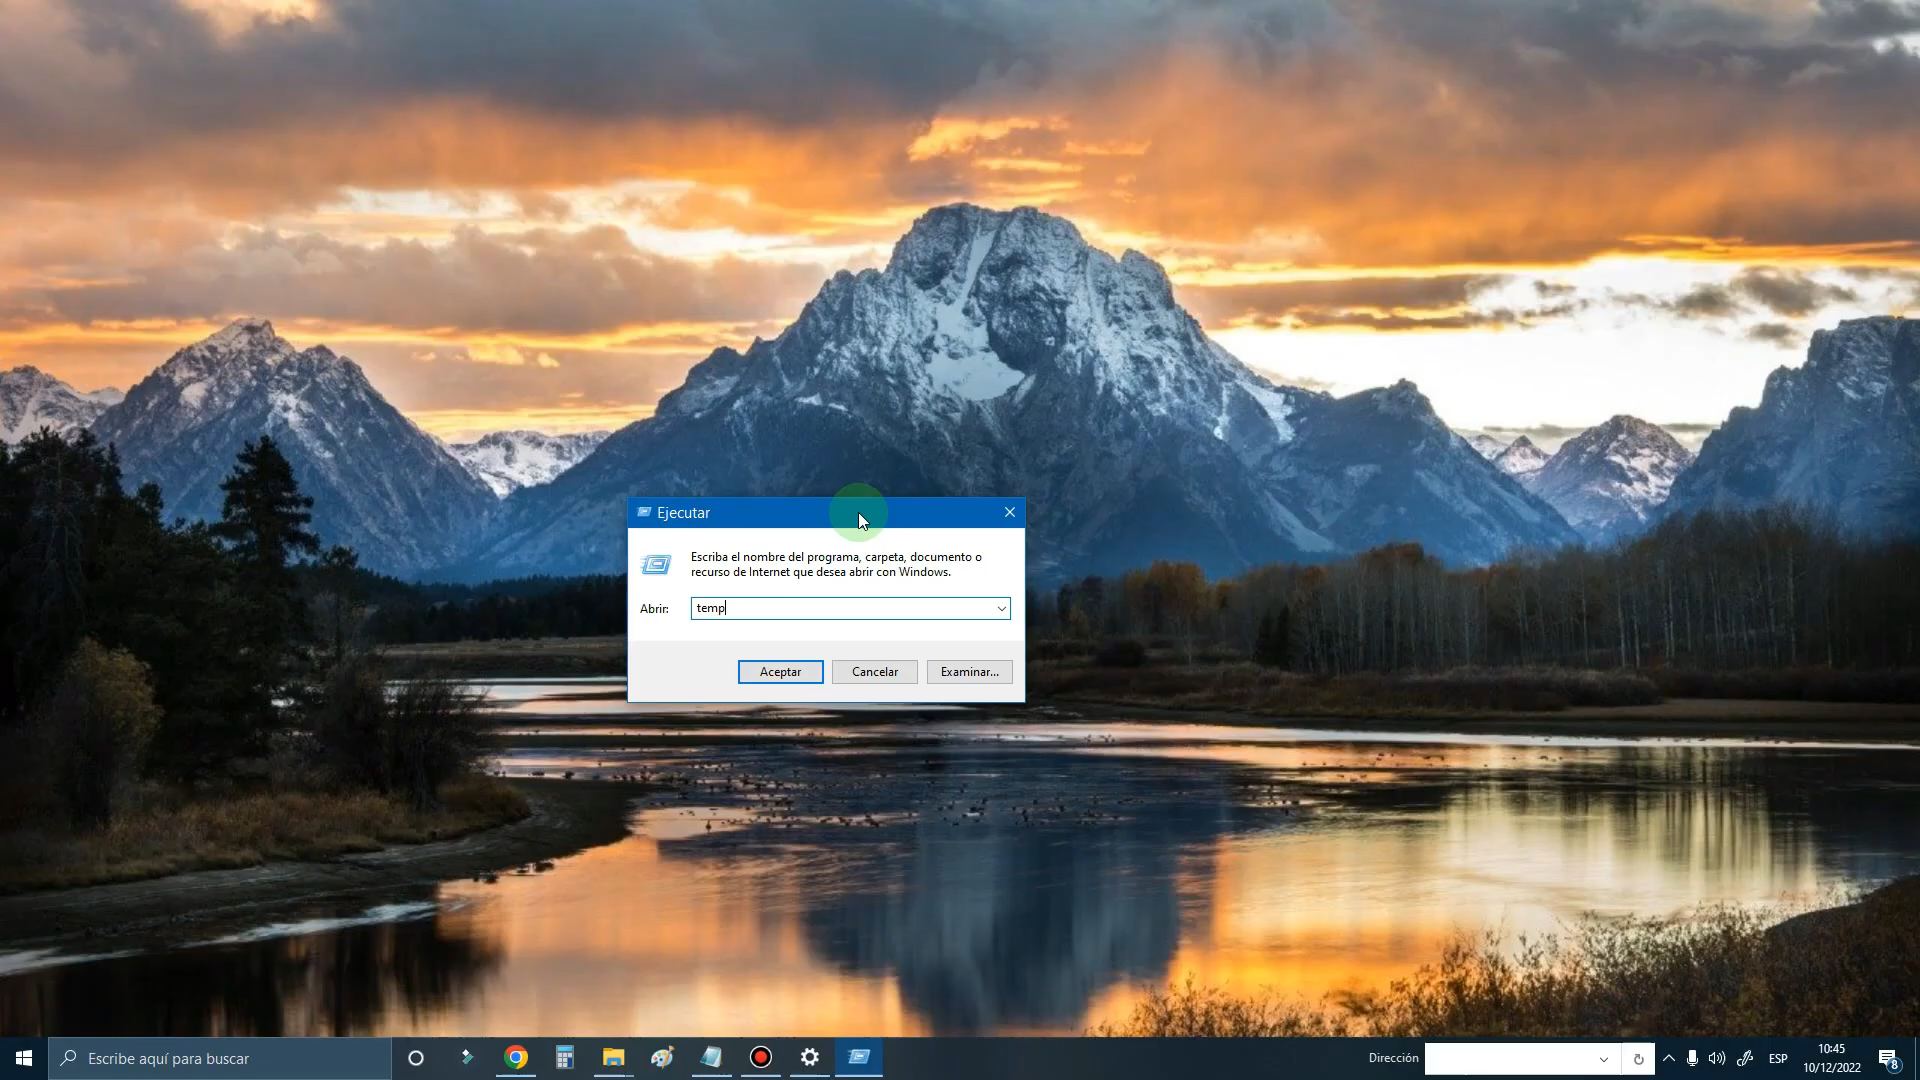 Ejecutar
Escriba el nombre del programa, carpeta, documento o
recurso de Internet que desea abrir con Windows.
Abrir:
temp
Aceptar
Cancelar
Examinar...
Escribe aquí para buscar
Dirección
ESP
10:45
10/12/2022
8